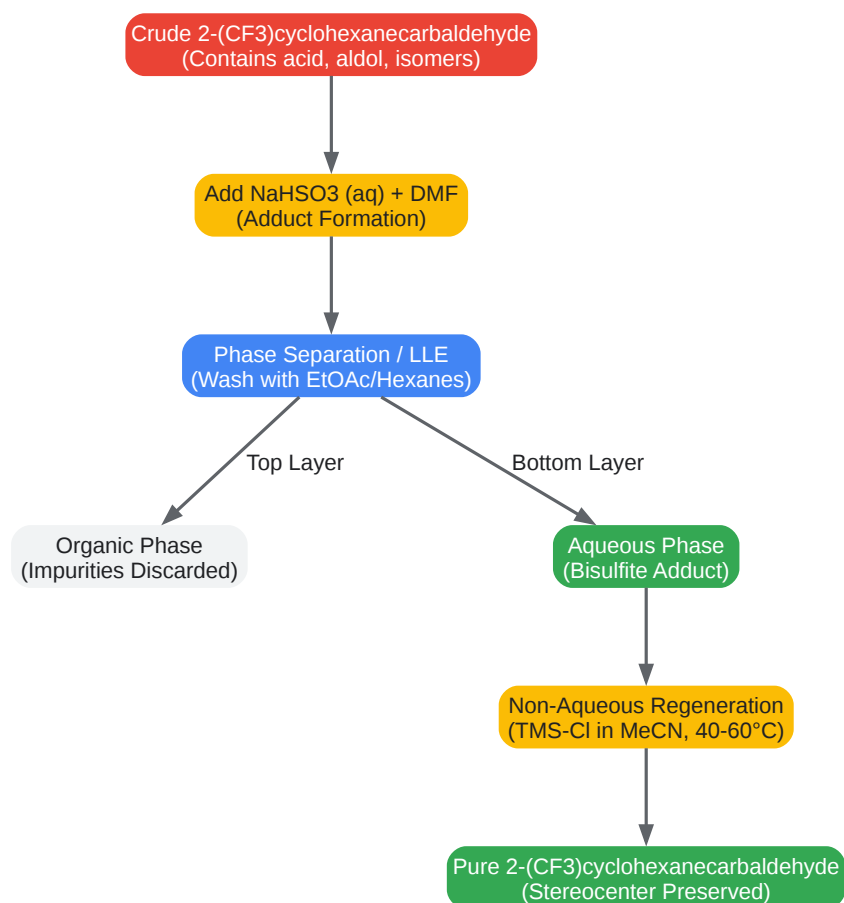 Crude 2-(CF3)cyclohexanecarbaldehyde
(Contains acid, aldol, isomers)
Add NaHSO3 (aq) + DMF
(Adduct Formation)
Phase Separation / LLE
(Wash with EtOAc/Hexanes)
Top Layer
Bottom Layer
Organic Phase
(Impurities Discarded)
Aqueous Phase
(Bisulfite Adduct)
Non-Aqueous Regeneration
(TMS-Cl in MeCN, 40-60°C)
Pure 2-(CF3)cyclohexanecarbaldehyde
(Stereocenter Preserved)